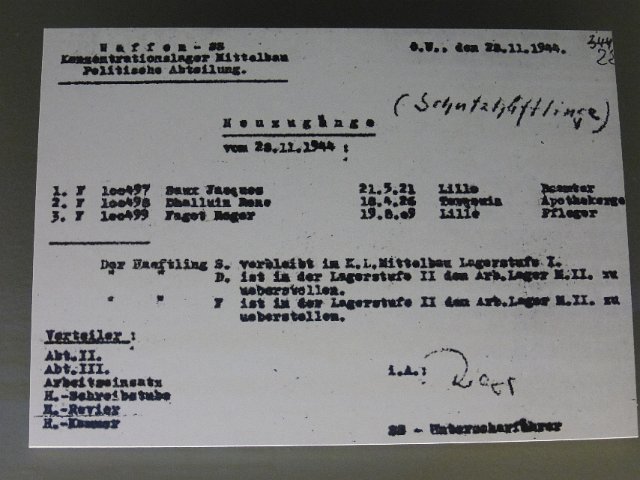 Waffen - SS
Konzentrationslager Mittelbau
Politische Abteilung.
O.U., den 28.11.1944.
344
(Schutzhäftlinge)
Neuzugänge
vom 28.11.1944 :
1. F 100497 Saux Jacques 21.5.21 Lille Beamter
2. F 100498 Dhalluin Rene 18.4.26 Apothekerge
3. F 100499 Faget Roger 19.8.09 Lille Pfleger
Der Haeftling S. verbleibt im K.L.Mittelbau Lagerstufe I.
" " D. ist in der Lagerstufe II dem Arb.Lager M.II. zu
ueberstellen.
" " F ist in der Lagerstufe II dem Arb.Lager M.II. zu
ueberstellen.
Verteiler :
Abt.II.
Abt.III.
Arbeitseinsatz
H.-Schreibstube
H.-Revier
H.-Kammer
i.A.:
SS - Unterscharführer